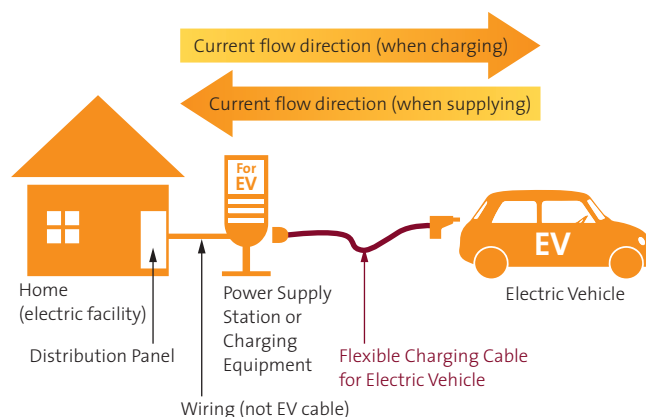 Current flow direction (when charging)
Current flow direction (when supplying)
For
EV
EV
Home
(electric facility)
Power Supply
Station or
Charging
Equipment
Electric Vehicle
Distribution Panel
Flexible Charging Cable
for Electric Vehicle
Wiring (not EV cable)